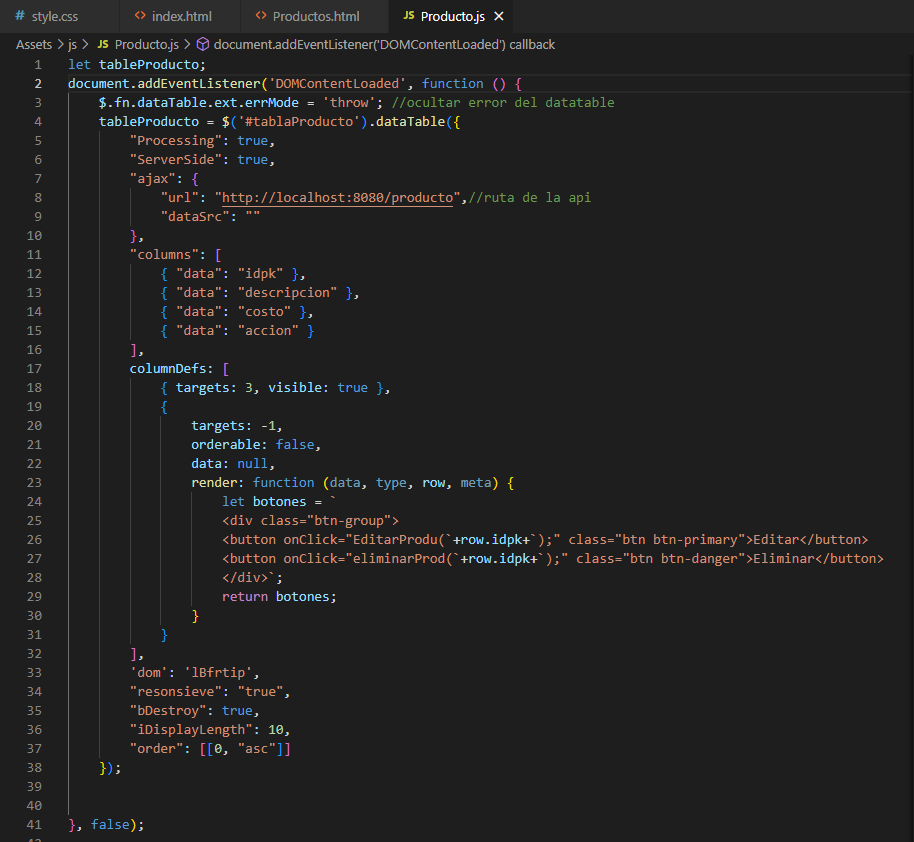 # style.css <> index.html <> Productos.html JS Producto.js ×
Assets > js > JS Producto.js > document.addEventListener('DOMContentLoaded') callback
1 let tableProducto;
2 document.addEventListener('DOMContentLoaded', function () {
3 $.fn.dataTable.ext.errMode = 'throw'; //ocultar error del datatable
4 tableProducto = $('#tablaProducto').dataTable({
5 "Processing": true,
6 "ServerSide": true,
7 "ajax": {
8 "url": "http://localhost:8080/producto",//ruta de la api
9 "dataSrc": ""
10 },
11 "columns": [
12 { "data": "idpk" },
13 { "data": "descripcion" },
14 { "data": "costo" },
15 { "data": "accion" }
16 ],
17 columnDefs: [
18 { targets: 3, visible: true },
19 {
20 targets: -1,
21 orderable: false,
22 data: null,
23 render: function (data, type, row, meta) {
24 let botones = `
25 <div class="btn-group">
26 <button onClick="EditarProdu(`+row.idpk+`);" class="btn btn-primary">Editar</button>
27 <button onClick="eliminarProd(`+row.idpk+`);" class="btn btn-danger">Eliminar</button>
28 </div>`;
29 return botones;
30 }
31 }
32 ],
33 'dom': 'lBfrtip',
34 "resonsieve": "true",
35 "bDestroy": true,
36 "iDisplayLength": 10,
37 "order": [[0, "asc"]]
38 });
39
40
41 }, false);